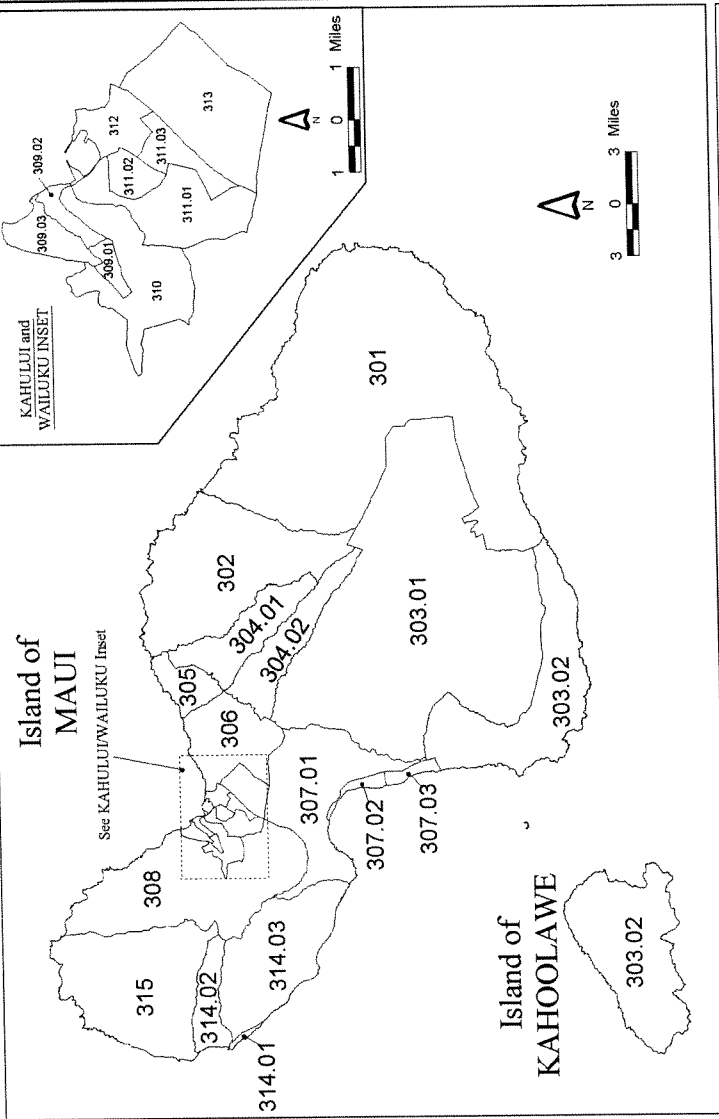 Island of
MAUI
See KAHULUI/WAILUKU Inset
KAHULUI and
WAILUKU INSET
309.02
309.03
309.01
310
312
311.02
311.03
311.01
313
N
1 0 1 Miles
N
3 0 3 Miles
315
308
314.02
314.03
314.01
305
302
304.01
304.02
306
301
307.01
303.01
307.02
307.03
303.02
Island of
KAHOOLAWE
303.02